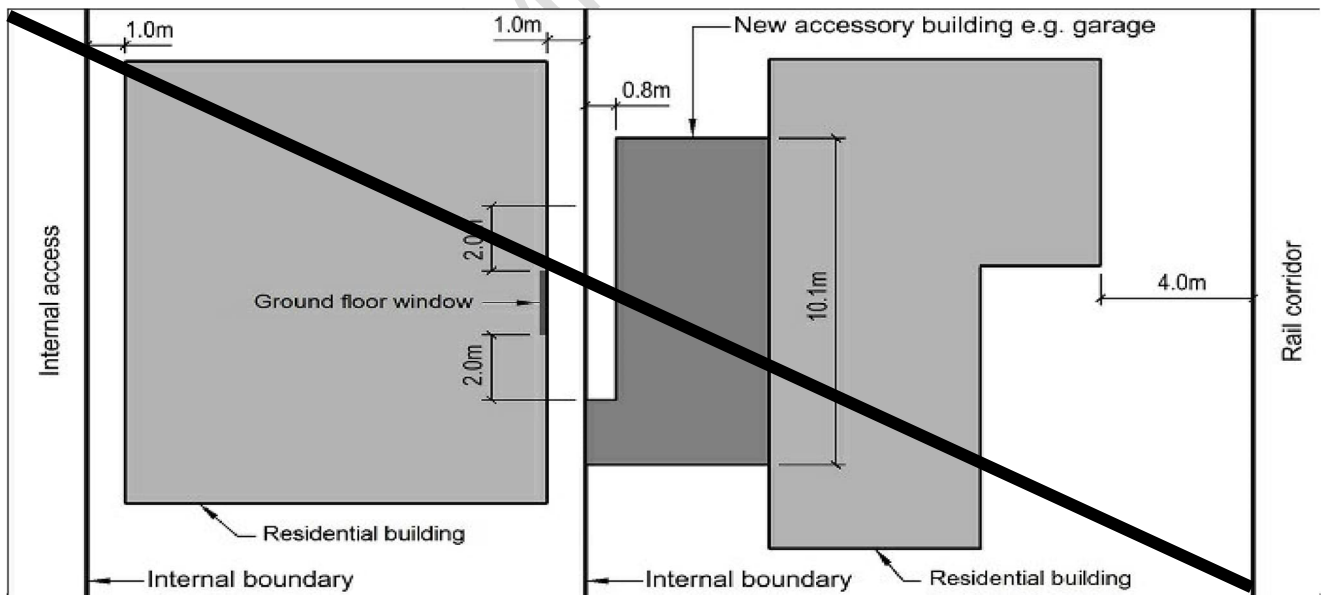 1.0m
1.0m
New accessory building e.g. garage
0.8m
2.0m
Internal access
Ground floor window
10.1m
4.0m
Rail corridor
2.0m
Residential building
Internal boundary
Internal boundary
Residential building